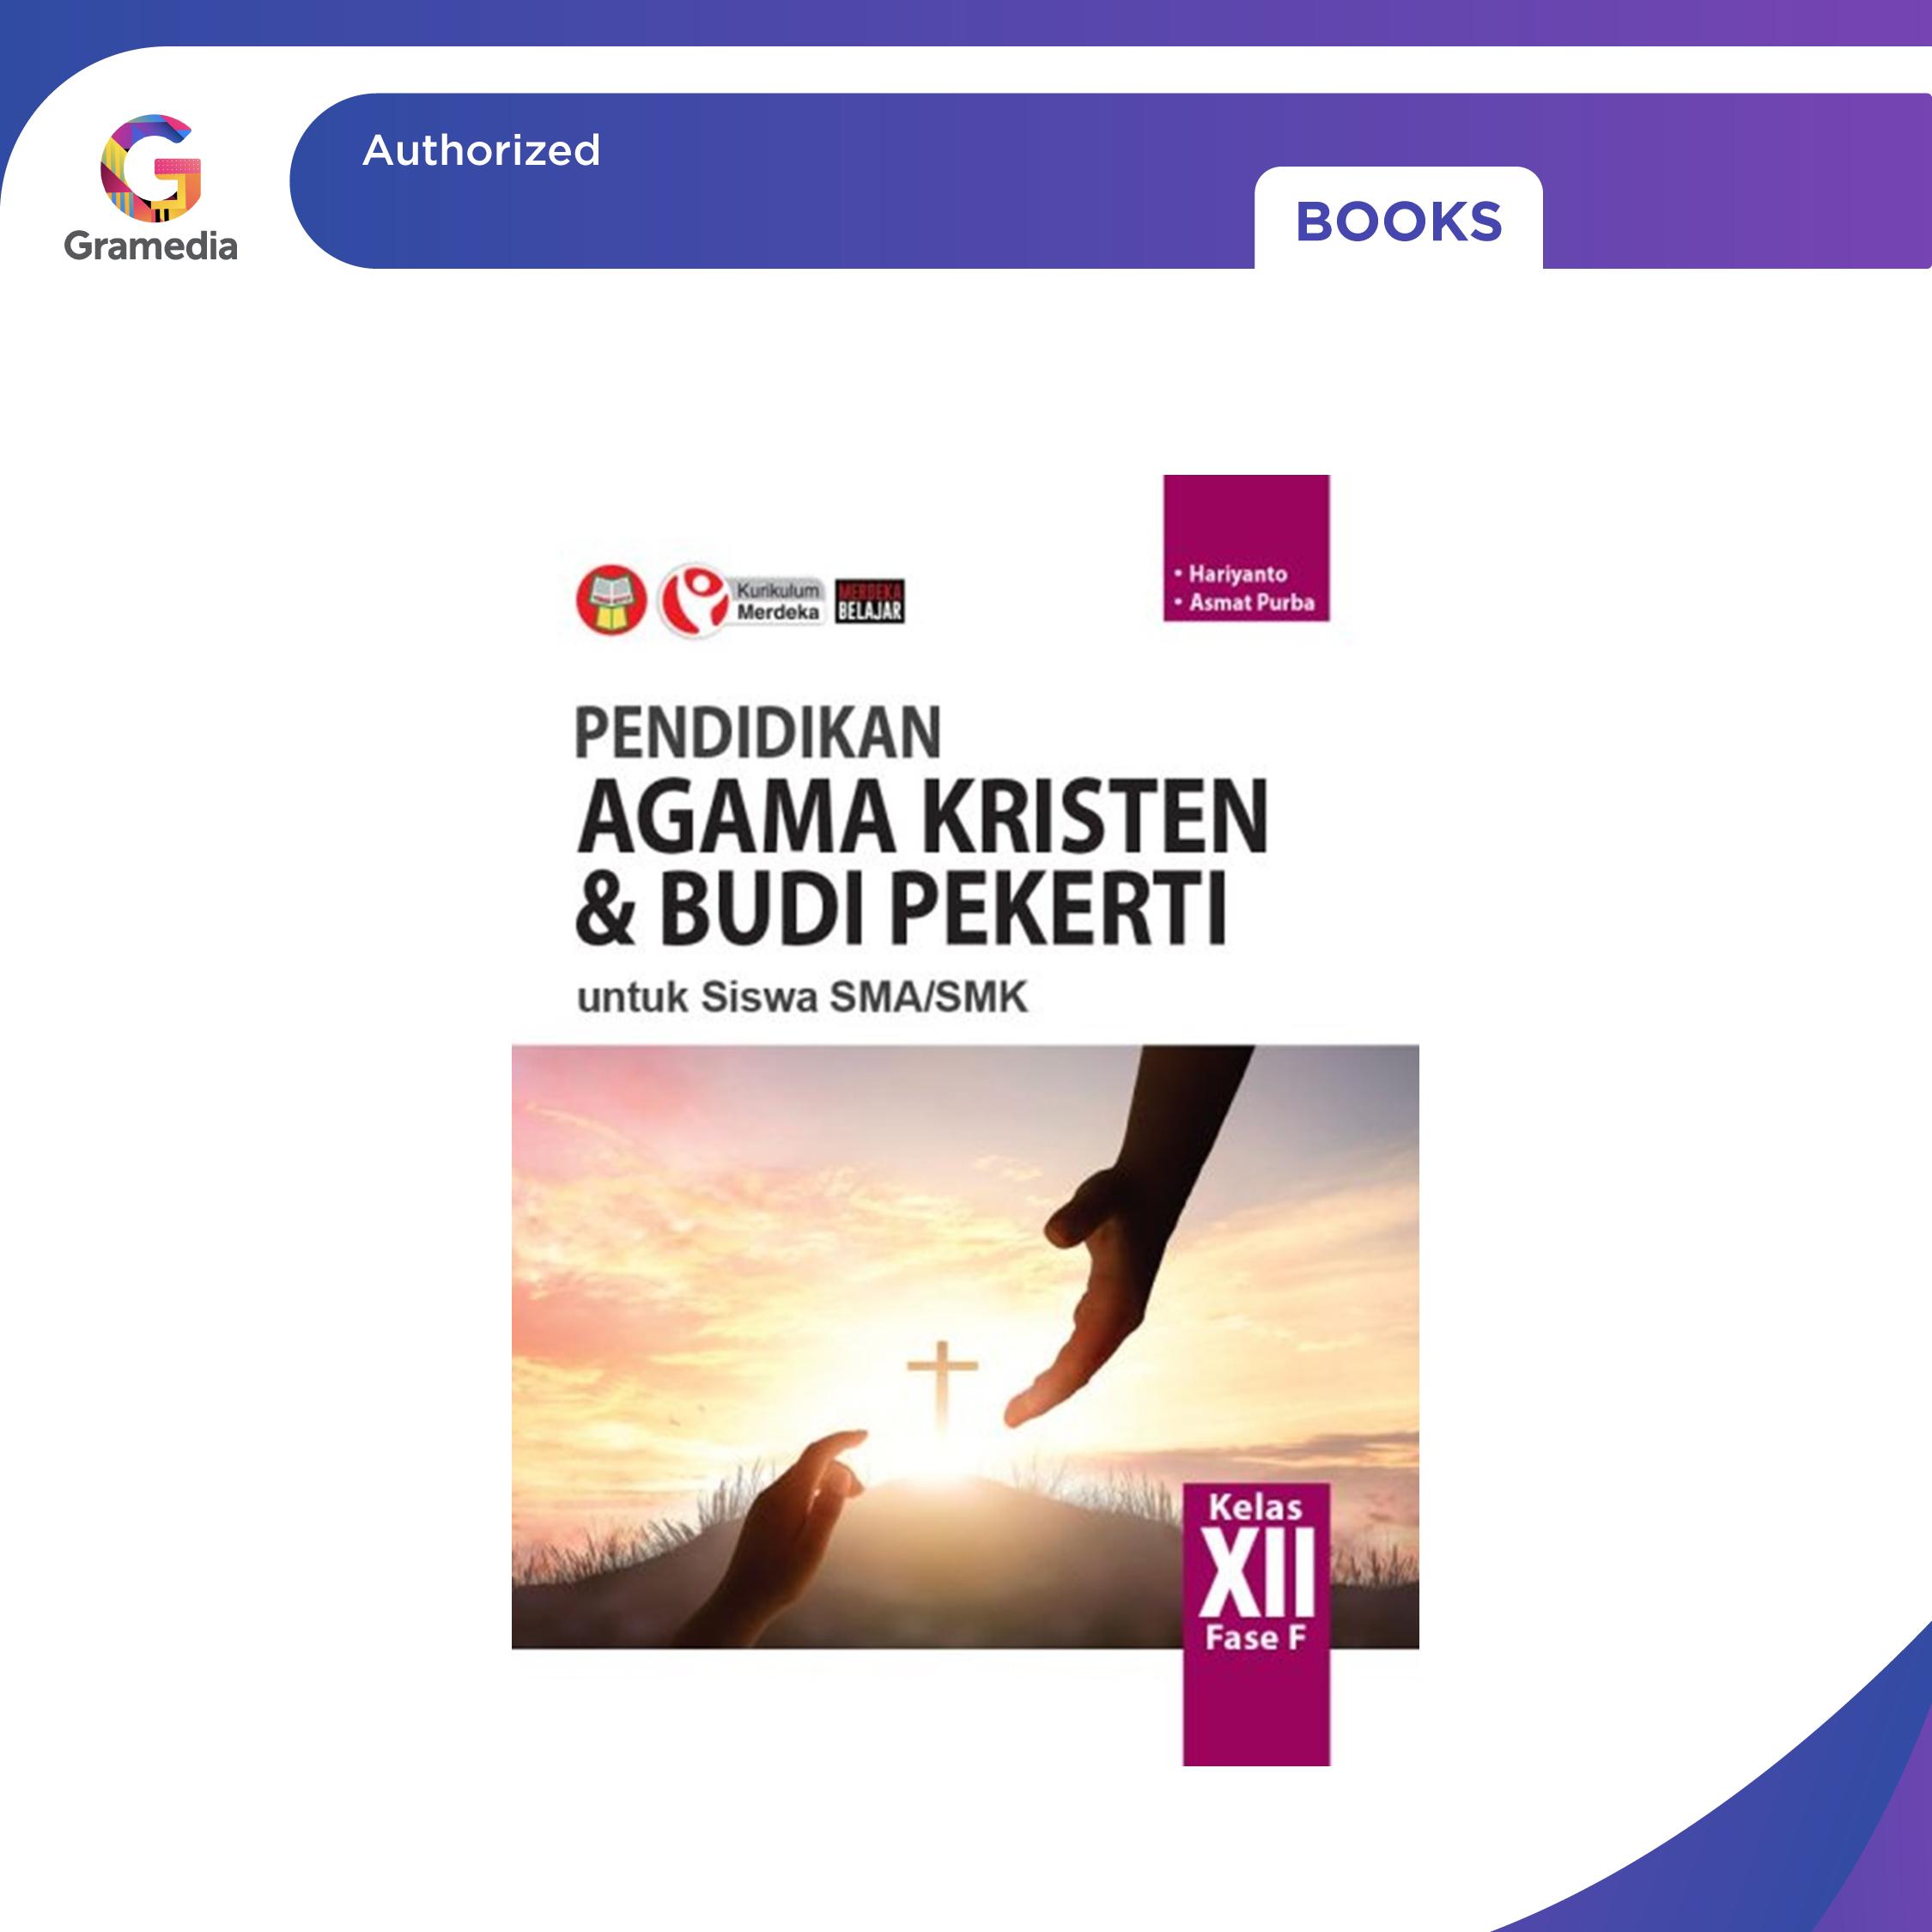 Gramedia
Authorized
BOOKS
• Hariyanto
• Asmat Purba
Kurikulum
Merdeka
MERDEKA
BELAJAR
PENDIDIKAN
AGAMA KRISTEN
& BUDI PEKERTI
untuk Siswa SMA/SMK
Kelas
XII
Fase F